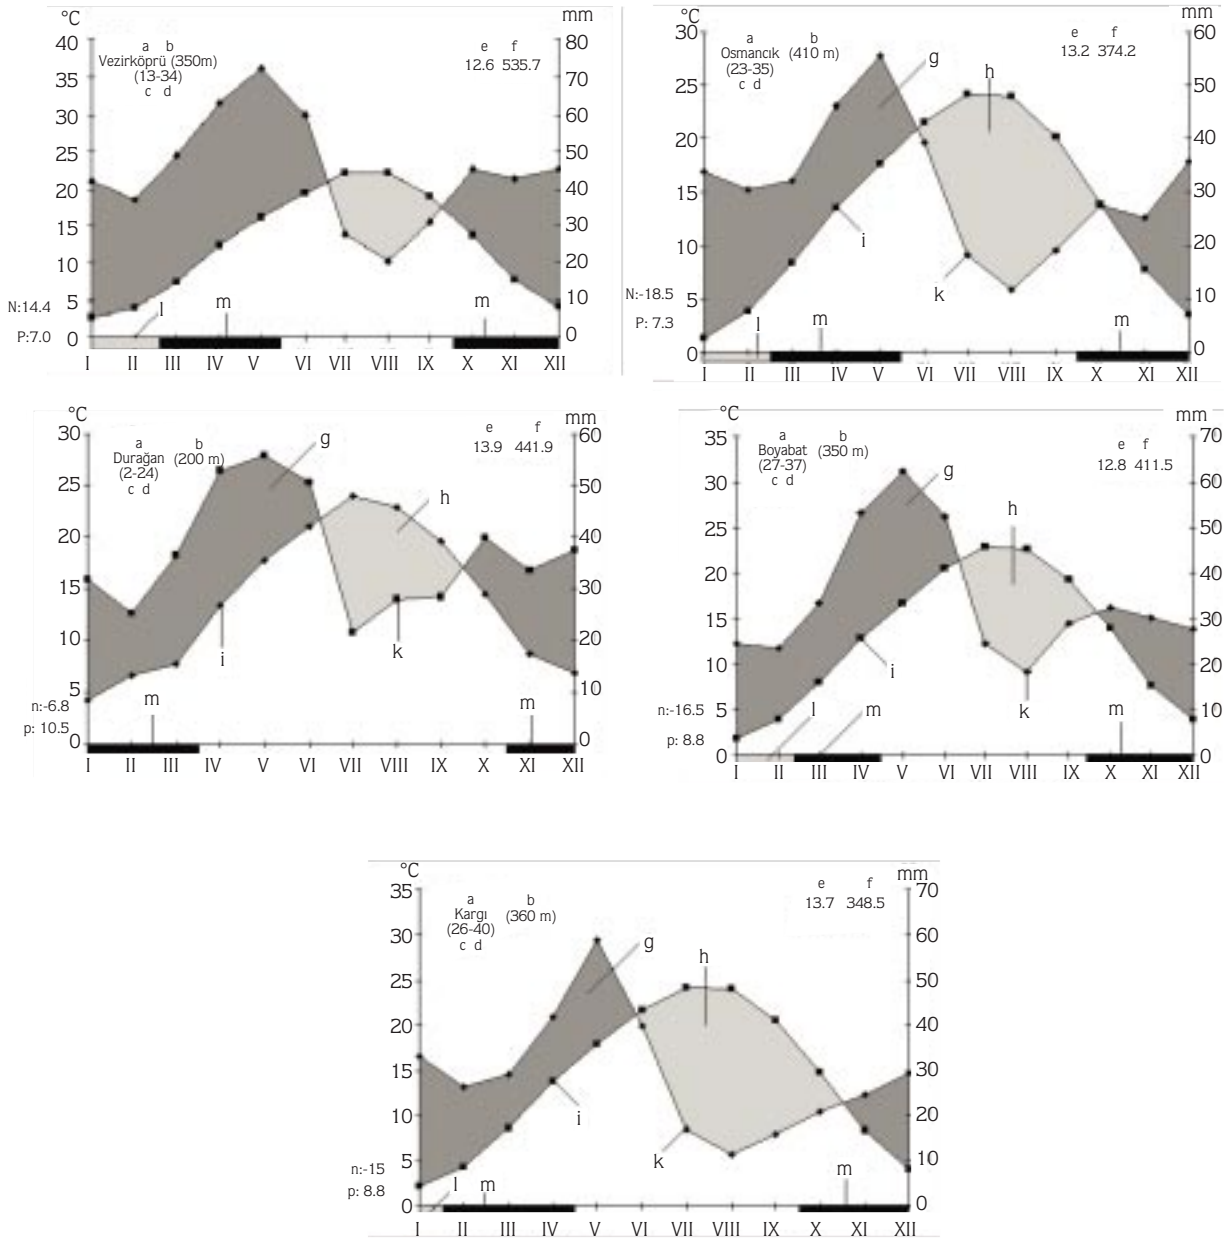 °C mm
40 80
a b
Vezirköprü (350m)
(13-34)
c d
e f
12.6 535.7
35 70
30 60
25 50
20 40
15 30
10 20
5 10
0 0
N:14.4
P:7.0
l m m
I II III IV V VI VII VIII IX X XI XII
°C mm
30 60
a b
Osmancık (410 m)
(23-35)
c d
e f
13.2 374.2
g h
25 50
20 40
15 30
i
10 20
k
5 10
0 0
N:-18.5
P: 7.3
l m m
I II III IV V VI VII VIII IX X XI XII
°C mm
30 60
a b
Durağan (200 m)
(2-24)
c d
e f
13.9 441.9
g h
25 50
20 40
15 30
10 20
i k
5 10
0 0
n:-6.8
p: 10.5
m m
I II III IV V VI VII VIII IX X XI XII
°C mm
35 70
a b
Boyabat (350 m)
(27-37)
c d
e f
12.8 411.5
g h
30 60
25 50
20 40
15 30
10 20
i k
5 10
0 0
n:-16.5
p: 8.8
l m m
I II III IV V VI VII VIII IX X XI XII
°C mm
35 70
a b
Kargı (360 m)
(26-40)
c d
e f
13.7 348.5
g h
30 60
25 50
20 40
15 30
10 20
i k
5 10
0 0
n:-15
p: 8.8
l m m
I II III IV V VI VII VIII IX X XI XII